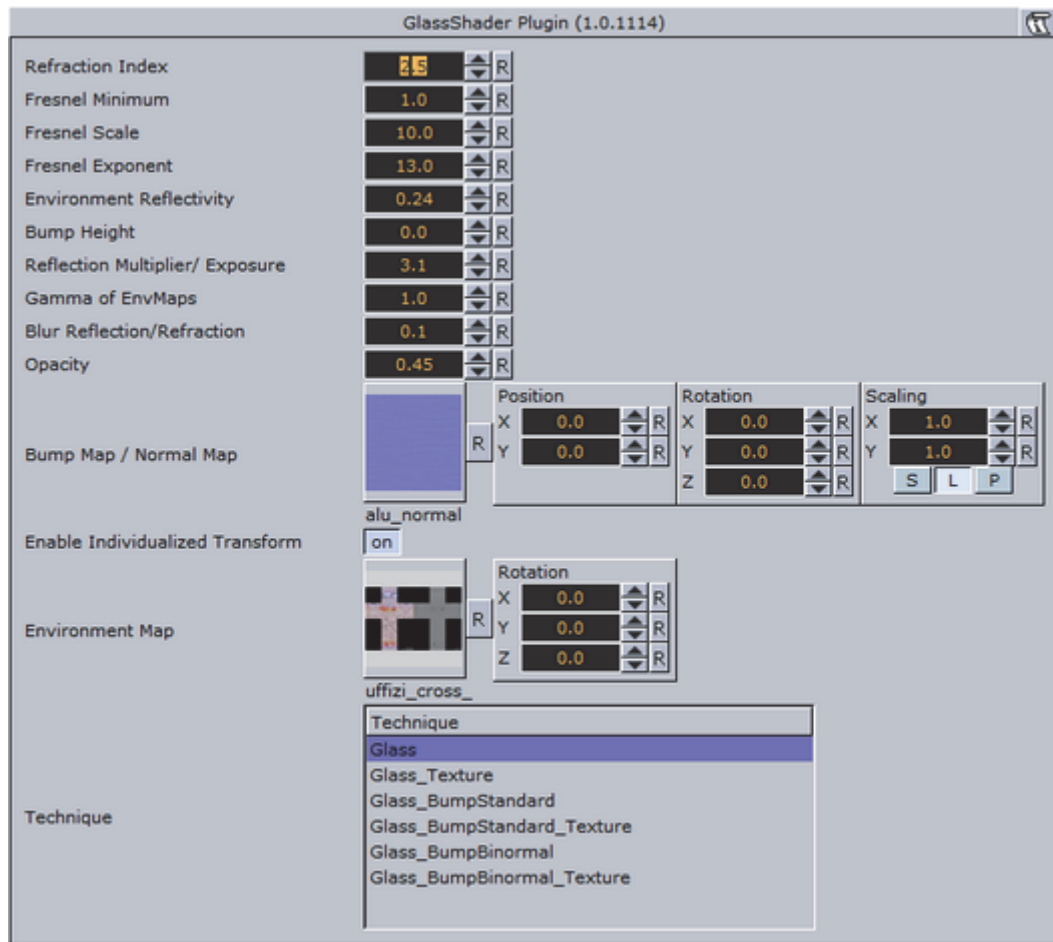 GlassShader Plugin (1.0.1114)
Refraction Index 2.5 R
Fresnel Minimum 1.0 R
Fresnel Scale 10.0 R
Fresnel Exponent 13.0 R
Environment Reflectivity 0.24 R
Bump Height 0.0 R
Reflection Multiplier/ Exposure 3.1 R
Gamma of EnvMaps 1.0 R
Blur Reflection/Refraction 0.1 R
Opacity 0.45 R
Position Rotation Scaling
X 0.0 R X 0.0 R X 1.0 R
Bump Map / Normal Map R Y 0.0 R Y 0.0 R Y 1.0 R
Z 0.0 R S L P
alu_normal
Enable Individualized Transform on
Rotation
X 0.0 R
Environment Map R Y 0.0 R
Z 0.0 R
uffizi_cross_
Technique
Glass
Glass_Texture
Glass_BumpStandard
Technique Glass_BumpStandard_Texture
Glass_BumpBinormal
Glass_BumpBinormal_Texture